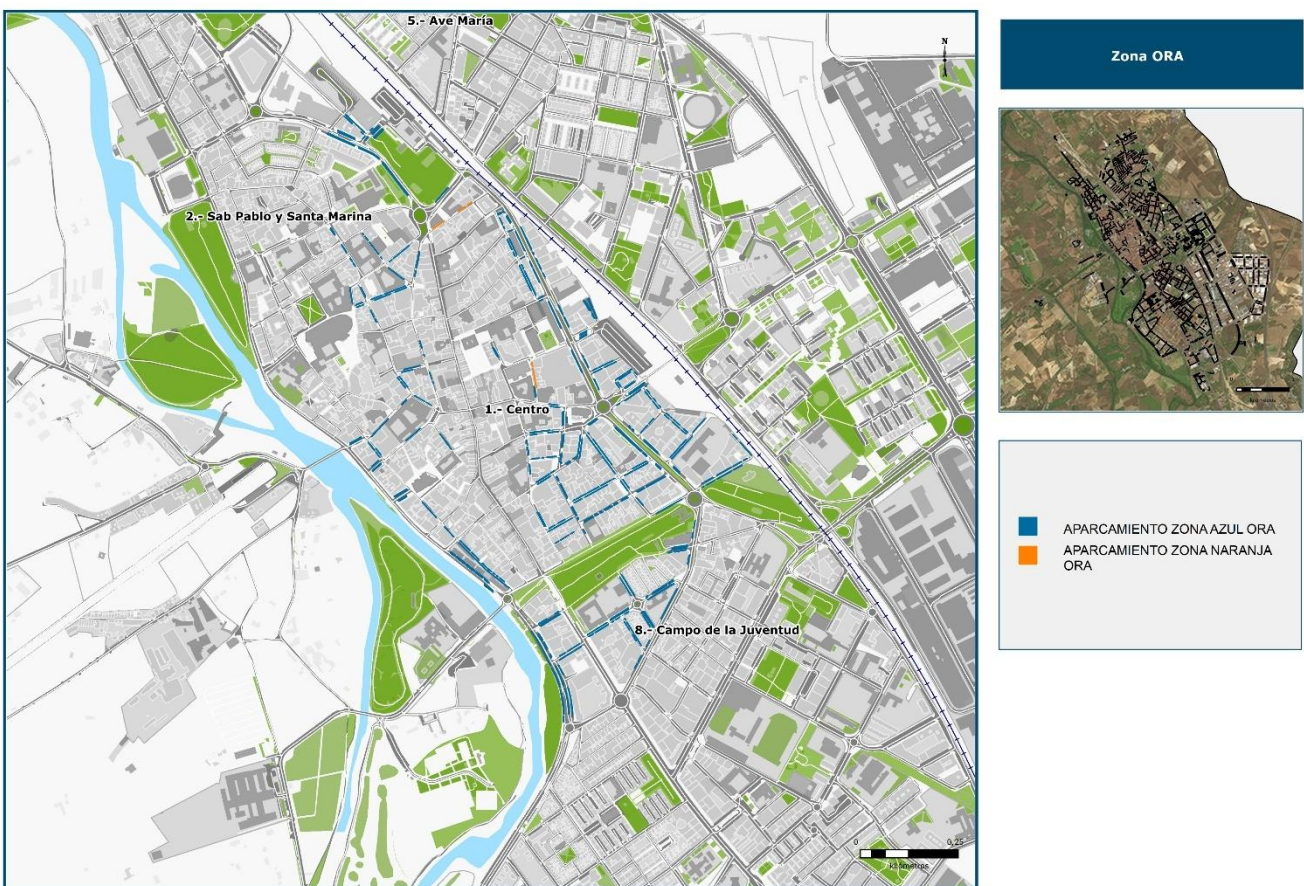 5.- Ave María
N
2.- Sab Pablo y Santa Marina
1.- Centro
8.- Campo de la Juventud
0 0,25
kilómetros
Zona ORA
APARCAMIENTO ZONA AZUL ORA
APARCAMIENTO ZONA NARANJA
ORA